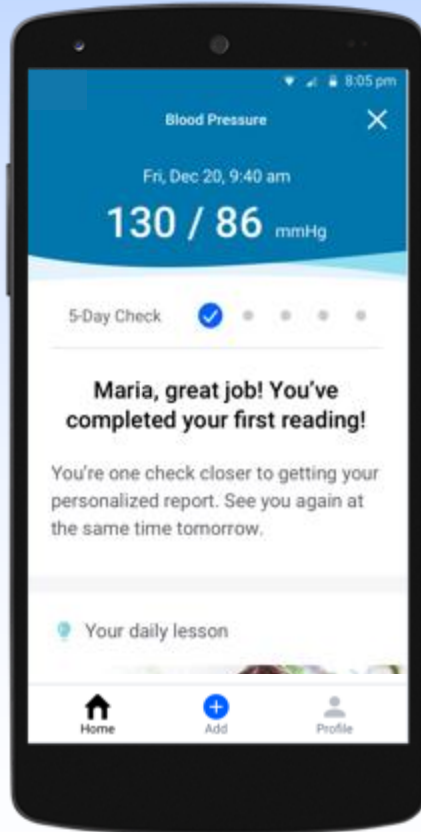 8:05 pm
Blood Pressure
Fri, Dec 20, 9:40 am
130 / 86 mmHg
5-Day Check
Maria, great job! You've
completed your first reading!
You're one check closer to getting your
personalized report. See you again at
the same time tomorrow.
Your daily lesson
Home
Add
Profile